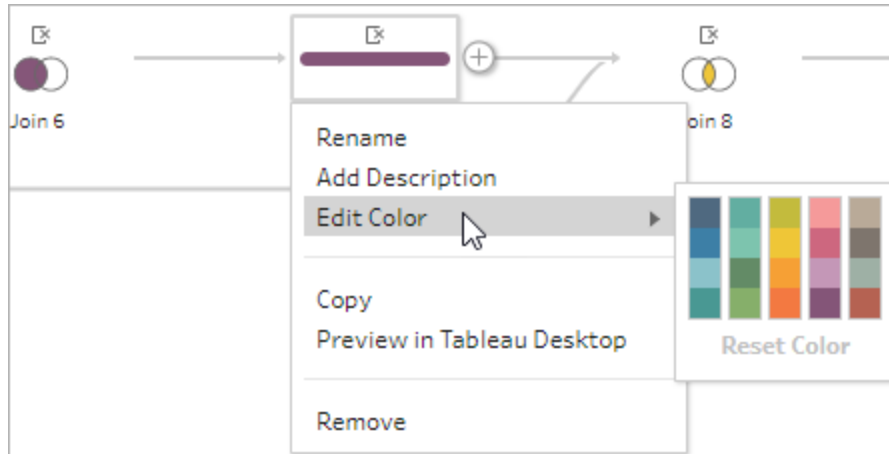 Join 6
oin 8
Rename
Add Description
Edit Color
Copy
Preview in Tableau Desktop
Remove
Reset Color